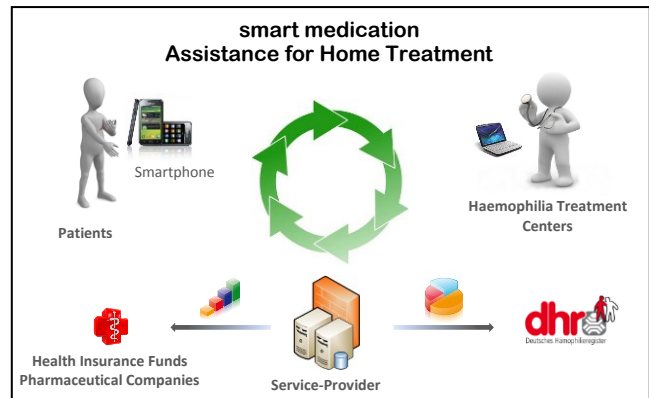 smart medication
Assistance for Home Treatment
Smartphone
Patients
Haemophilia Treatment
Centers
dhr
Deutsches Hämophilieregister
Health Insurance Funds
Pharmaceutical Companies
Service-Provider